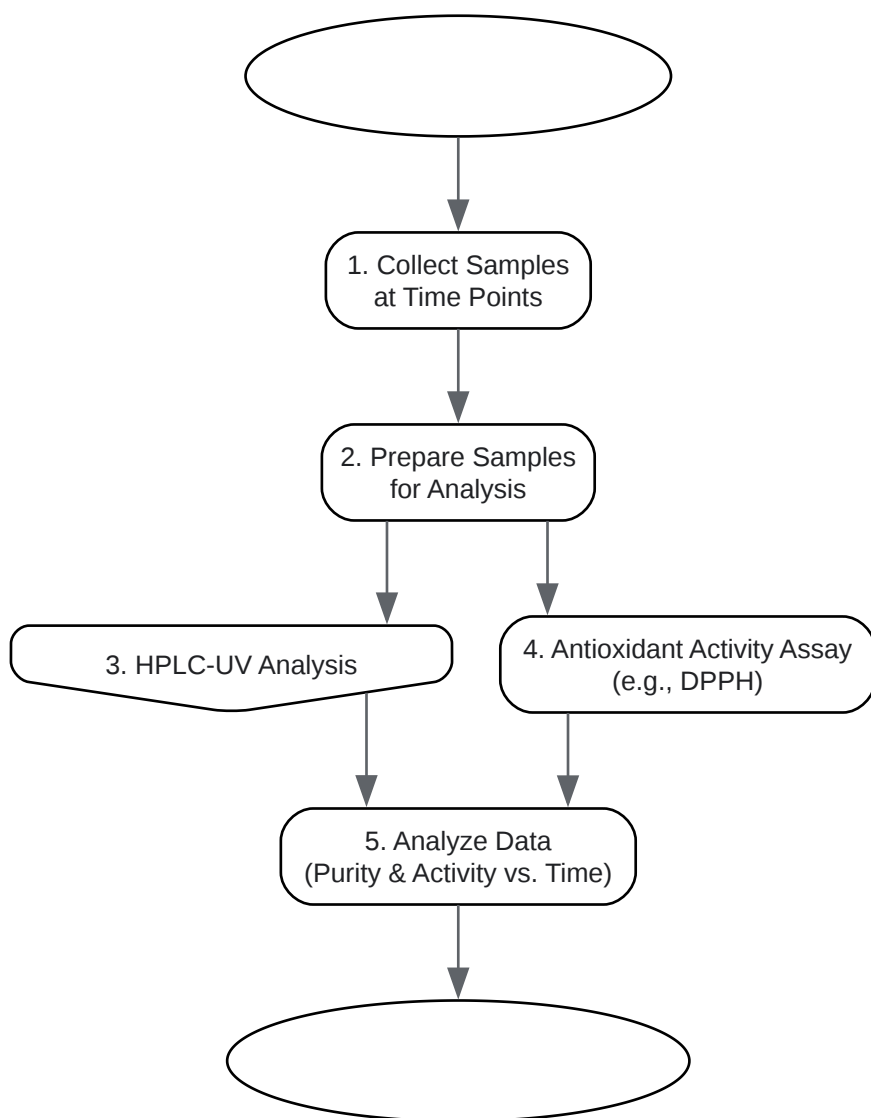 1. Collect Samples
at Time Points
2. Prepare Samples
for Analysis
3. HPLC-UV Analysis
4. Antioxidant Activity Assay
(e.g., DPPH)
5. Analyze Data
(Purity & Activity vs. Time)